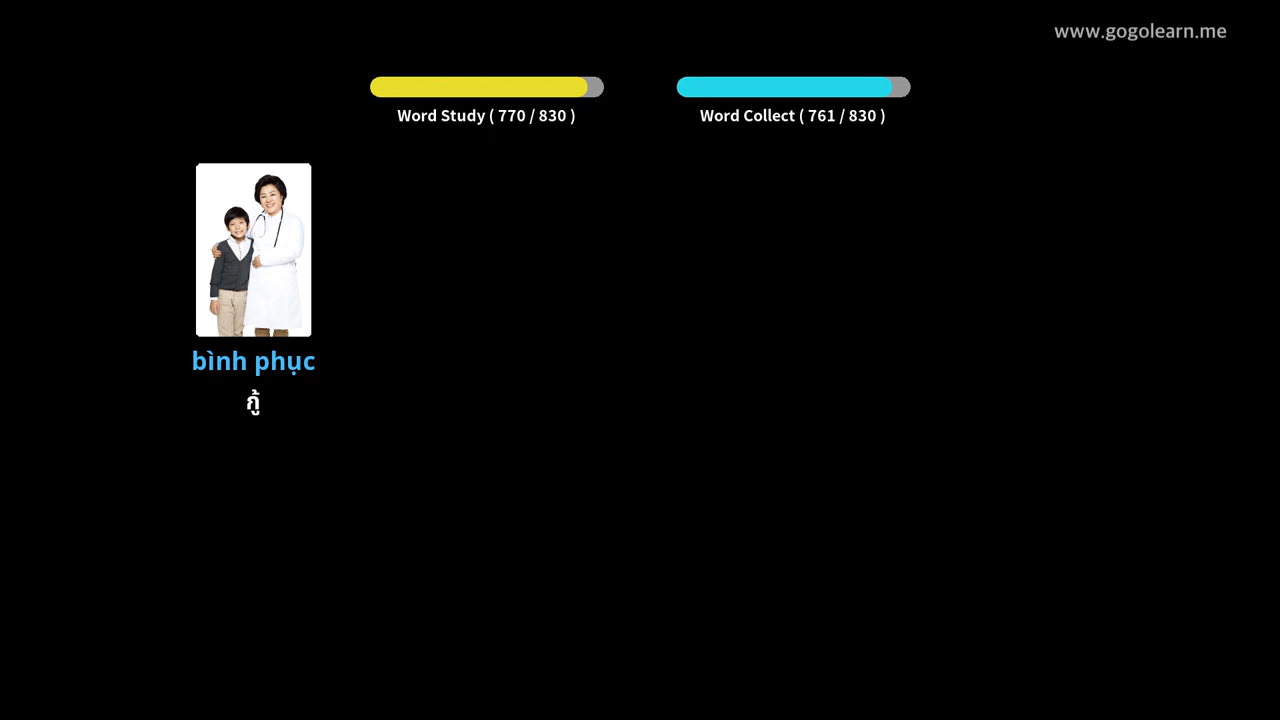 www.gogolearn.me
Word Study ( 770 / 830 )
Word Collect ( 761 / 830 )
bình phục
กู้